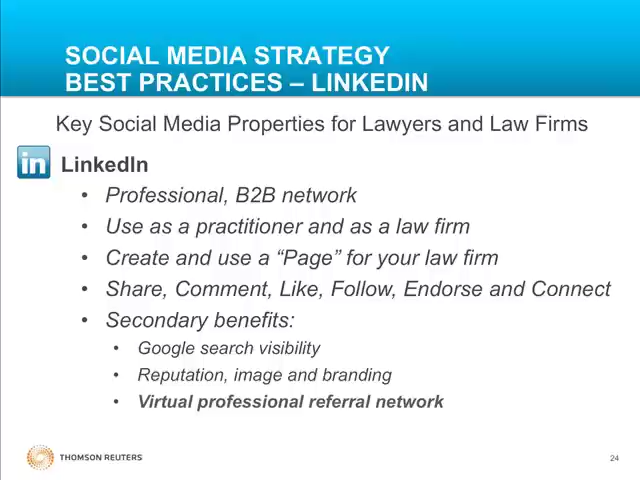 SOCIAL MEDIA STRATEGY
BEST PRACTICES – LINKEDIN
Key Social Media Properties for Lawyers and Law Firms
in LinkedIn
• Professional, B2B network
• Use as a practitioner and as a law firm
• Create and use a “Page” for your law firm
• Share, Comment, Like, Follow, Endorse and Connect
• Secondary benefits:
• Google search visibility
• Reputation, image and branding
• Virtual professional referral network
THOMSON REUTERS
24